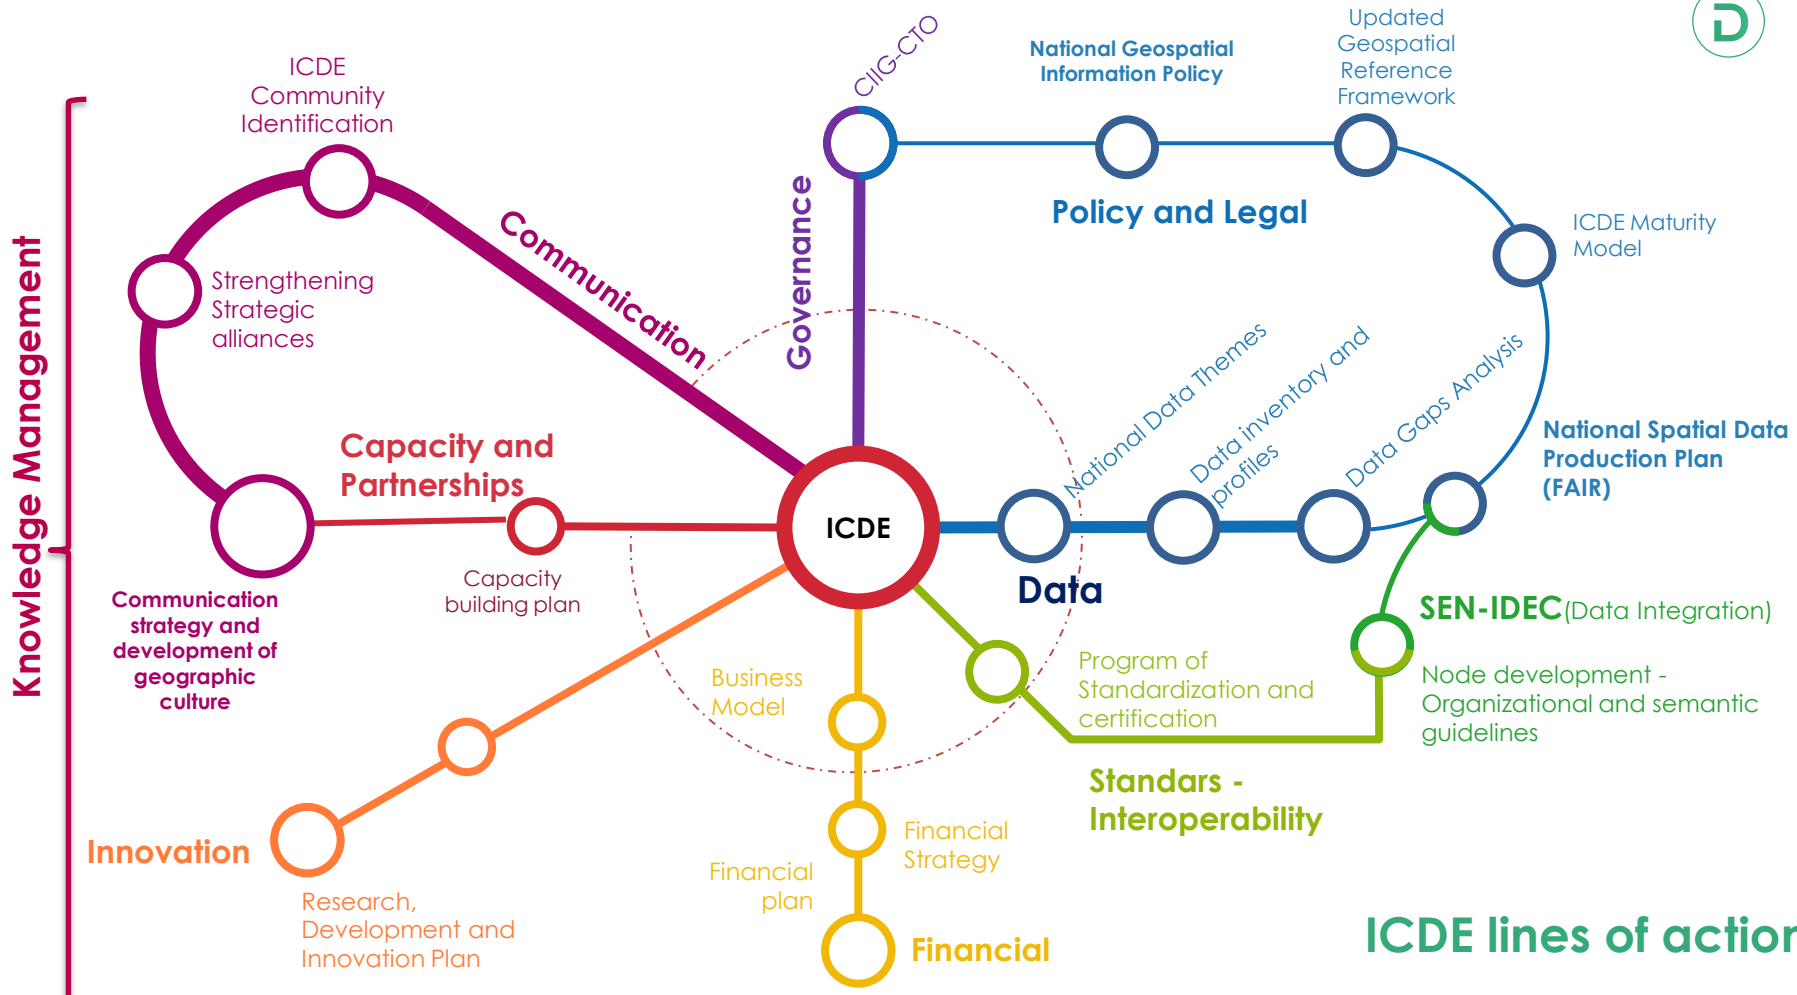 D
ICDE
Community
Identification
CIIG-CTO
National Geospatial
Information Policy
Updated
Geospatial
Reference
Framework
Governance
Policy and Legal
ICDE Maturity
Model
Communication
Strengthening
Strategic
alliances
Knowledge Management
Capacity and
Partnerships
National Data Themes
Data inventory and
profiles
Data Gaps Analysis
National Spatial Data
Production Plan
(FAIR)
ICDE
Data
Capacity
building plan
Communication
strategy and
development of
geographic
culture
SEN-IDEC(Data Integration)
Node development -
Organizational and semantic
guidelines
Program of
Standardization and
certification
Business
Model
Standars -
Interoperability
Financial
Strategy
Financial
plan
Financial
Innovation
Research,
Development and
Innovation Plan
ICDE lines of action